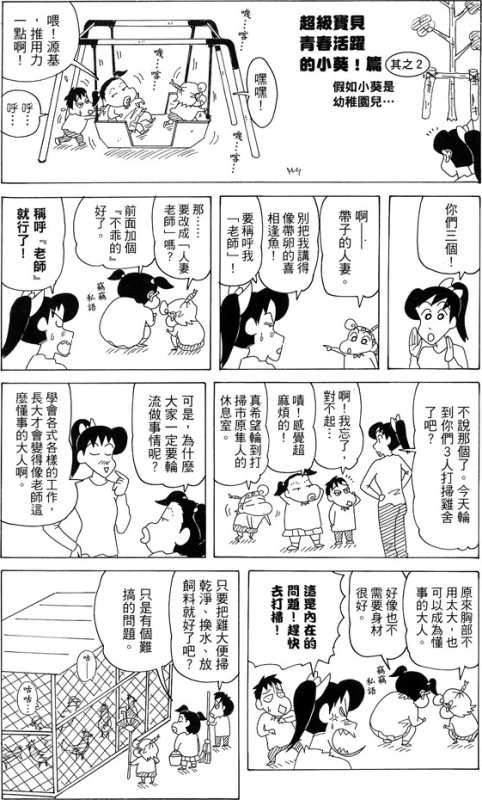 超級寶貝
青春活躍
的小葵！篇
其之2
假如小葵是
幼稚園兒…
嘿嘿！
喂！源基
，推用力
一點啊！
呼…
呼…
你們三個！
啊——
帶子的人妻。
別把我講得
像帶卵的喜
相逢魚！
要稱呼我
「老師」！
前面加個
『不乖的』
好了。
竊竊
私語
那……
要改成「人妻
老師」嗎？
稱呼『老師』
就行了！
不說那個了。今天輪
到你們3人打掃雞舍
了吧？
啊！我忘了，
對不起…
嘖！感覺超
麻煩的！
真希望輪到打
掃市原隼人的
休息室。
可是，為什麼
大家一定要輪
流做事情呢？
學會各式各樣的工作，
長大才會變得像老師這
麼懂事的大人啊。
原來胸部不
用太大，也
可以成為懂
事的大人。
好像也不
需要身材
很好。
竊竊
私語
這是內在的
問題！趕快
去打掃！
只要把雞大便掃
乾淨、換水、放
飼料就好了吧？
只是有個難
搞的問題。
咕…
咕…